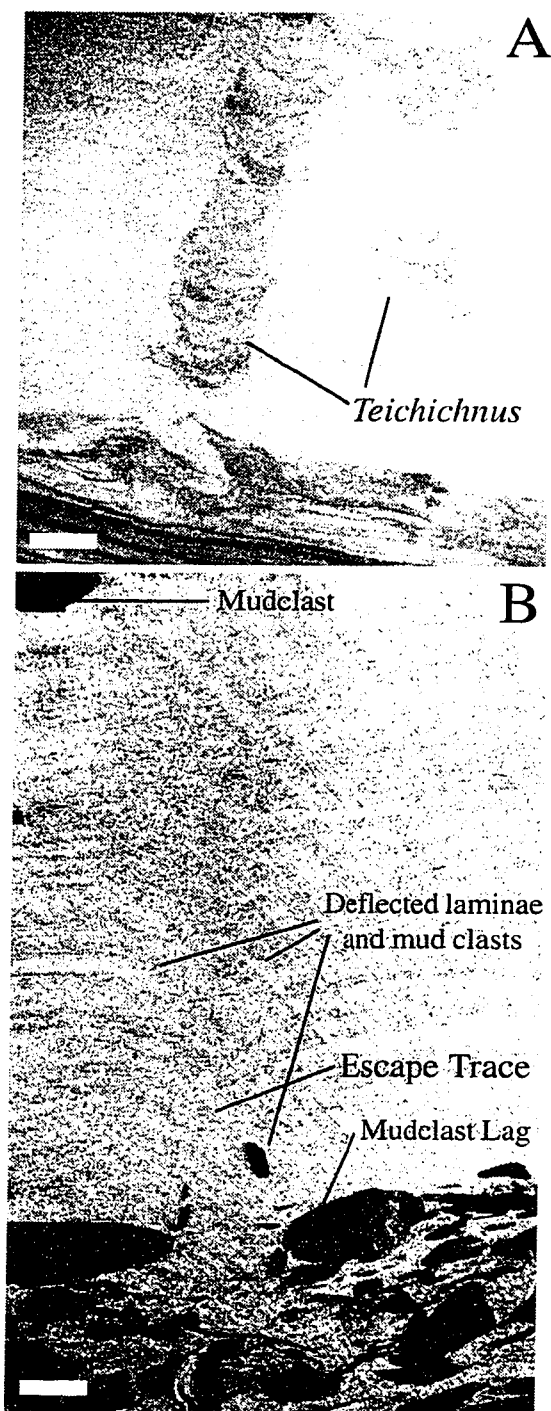 A
Teichichnus
B
Mudclast
Deflected laminae
and mud clasts
Escape Trace
Mudclast Lag